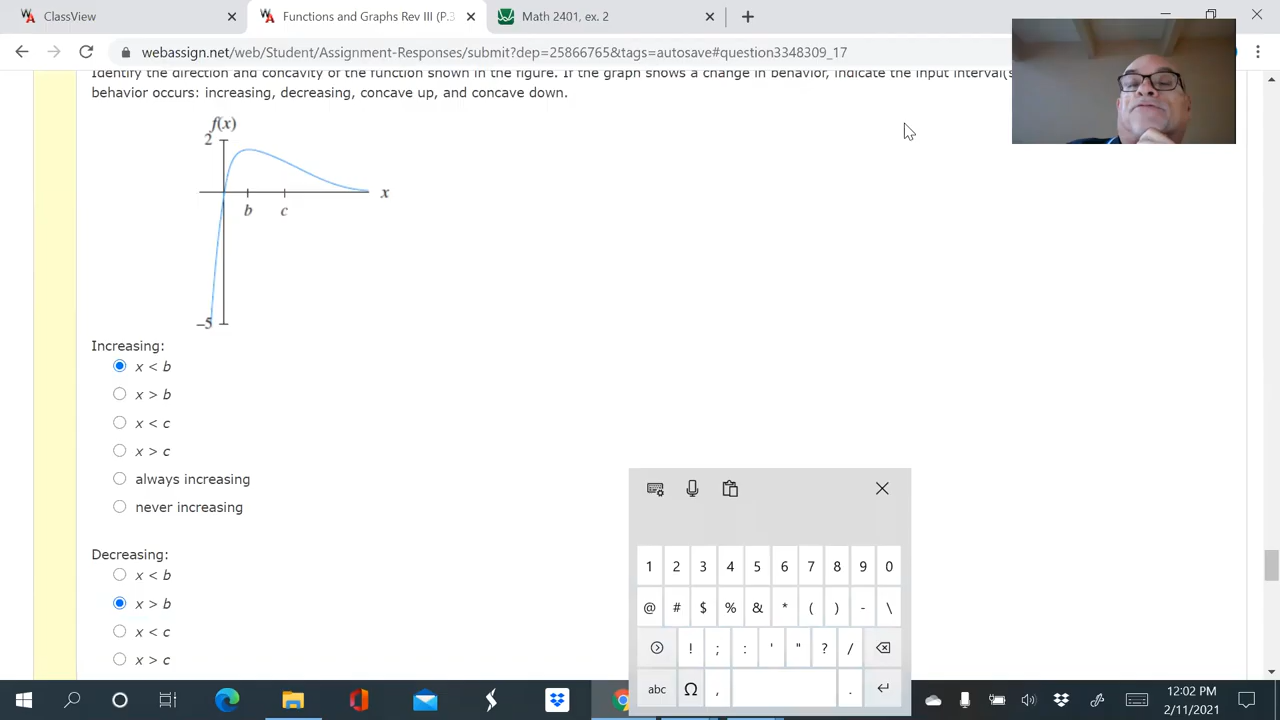 ClassView
Functions and Graphs Rev III (P.3
Math 2401, ex. 2
webassign.net/web/Student/Assignment-Responses/submit?dep=25866765&tags=autosave#question3348309_17
Identify the direction and concavity of the function shown in the figure. If the graph shows a change in behavior, indicate the input interval(s
behavior occurs: increasing, decreasing, concave up, and concave down.
f(x)
2
x
b c
-5
Increasing:
x < b
x > b
x < c
x > c
always increasing
never increasing
Decreasing:
x < b
x > b
x < c
x > c
1 2 3 4 5 6 7 8 9 0
@ # $ % & * ( ) - \
! ; : ' " ? /
abc Ω , .
12:02 PM
2/11/2021